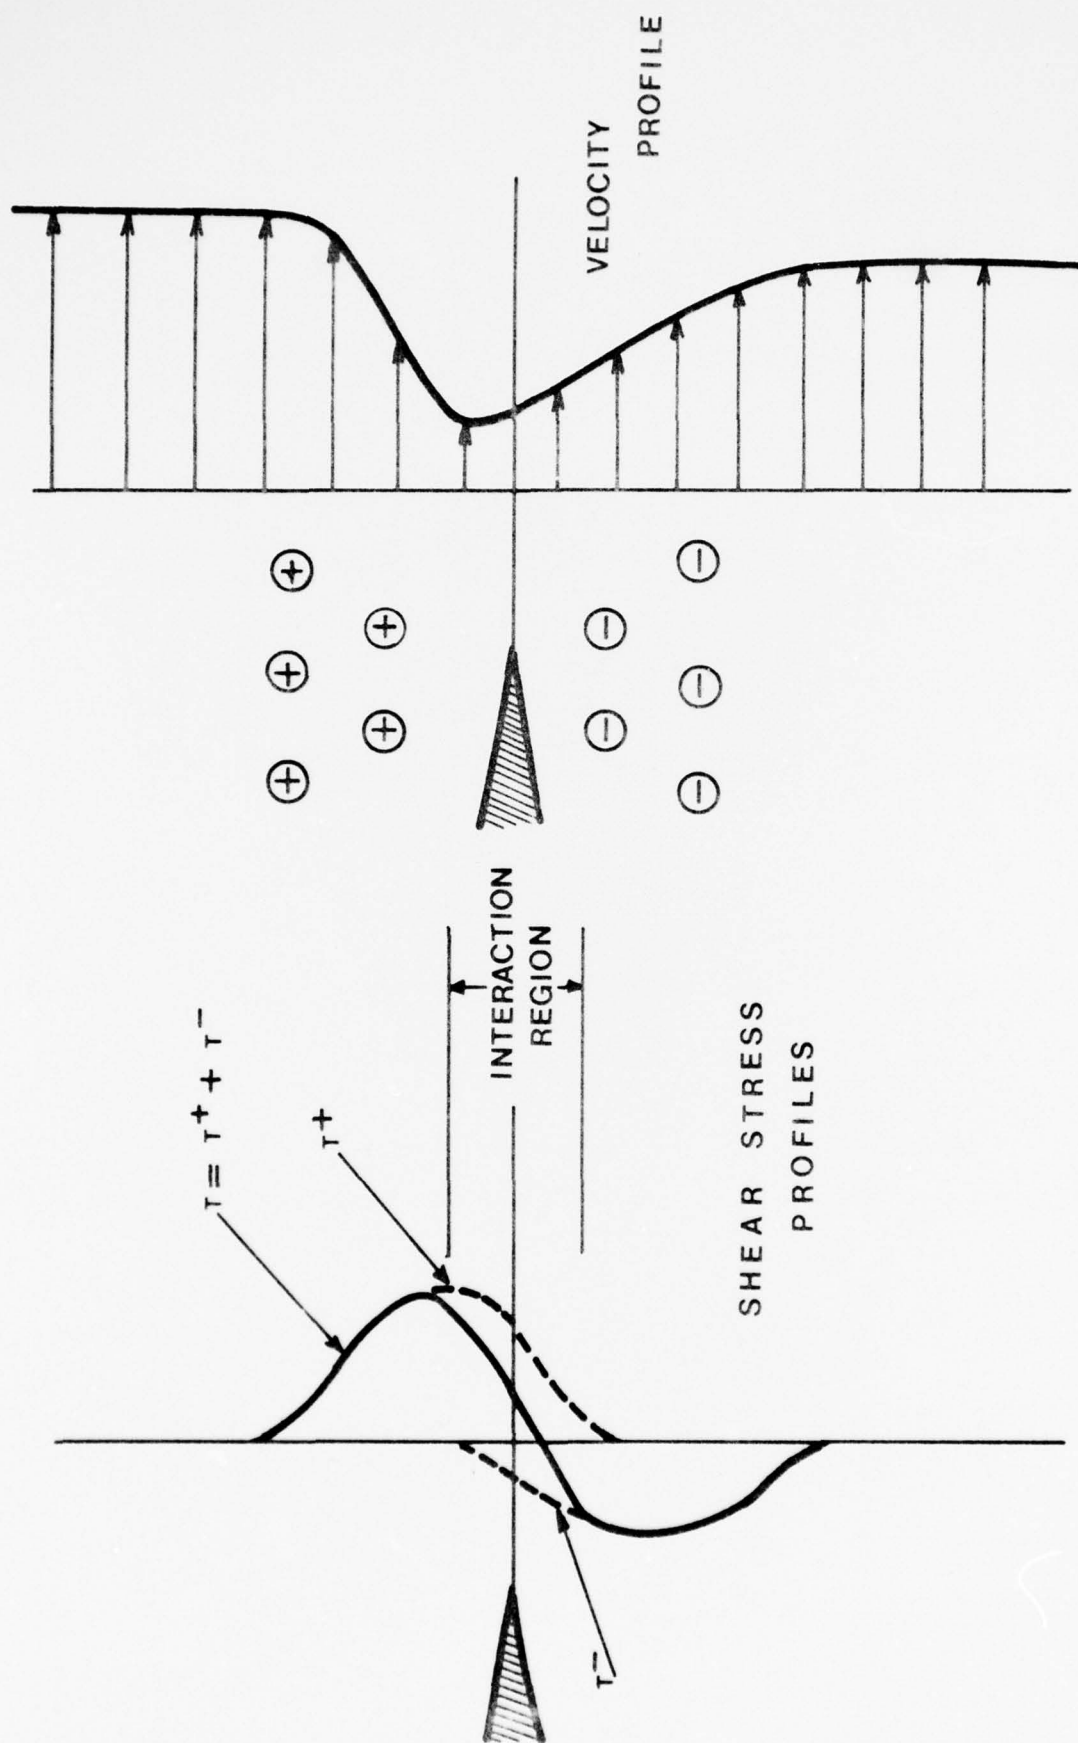 τ = τ⁺ + τ⁻
τ⁺
τ⁻
INTERACTION
REGION
SHEAR STRESS
PROFILES
+ + +
+ +
− −
− − −
VELOCITY
PROFILE